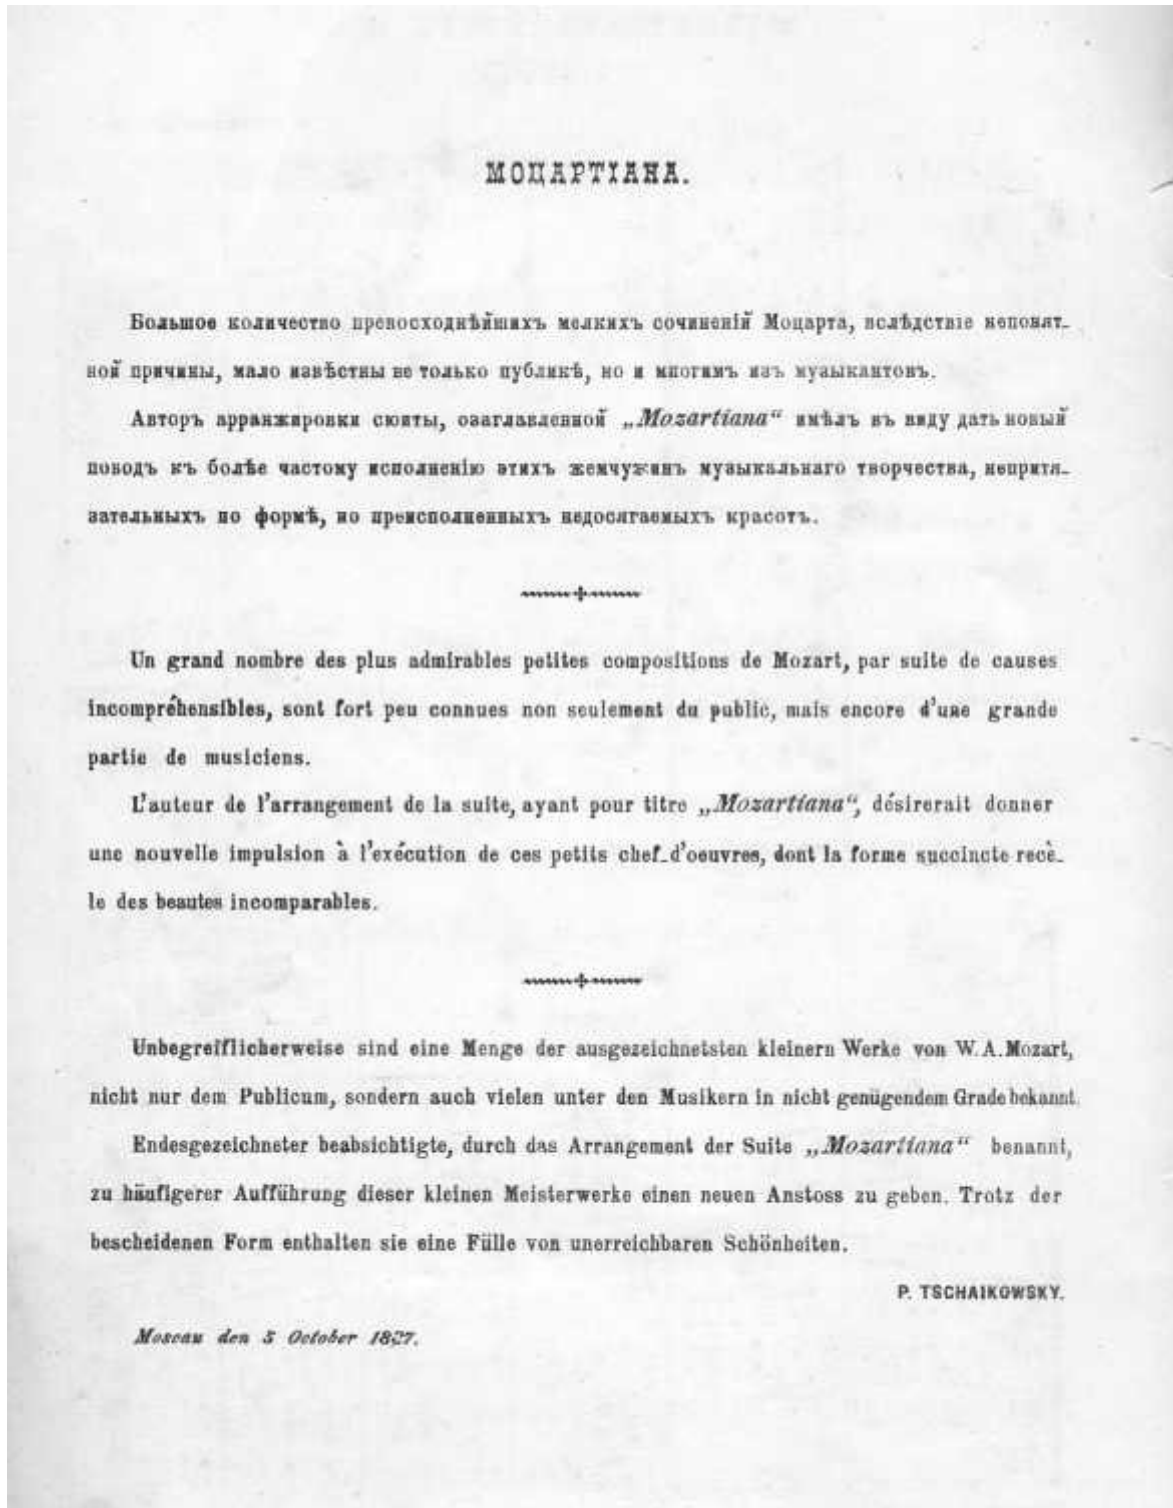 МОЦАРТІАНА.
Большое количество превосходнѣйшихъ мелкихъ сочиненій Моцарта, вслѣдствіе непонят-
ной причины, мало извѣстны не только публикѣ, но и многимъ изъ музыкантовъ.
Авторъ арранжировки сюиты, озаглавленной „Mozartiana“ имѣлъ въ виду дать новый
поводъ къ болѣе частому исполненію этихъ жемчужинъ музыкальнаго творчества, непритя-
зательныхъ по формѣ, но преисполненныхъ недосягаемыхъ красотъ.
Un grand nombre des plus admirables petites compositions de Mozart, par suite de causes
incompréhensibles, sont fort peu connues non seulement du public, mais encore d'une grande
partie de musiciens.
L'auteur de l'arrangement de la suite, ayant pour titre „Mozartiana“, désirerait donner
une nouvelle impulsion à l'exécution de ces petits chef-d'oeuvres, dont la forme succincte recè-
le des beautes incomparables.
Unbegreiflicherweise sind eine Menge der ausgezeichnetsten kleinern Werke von W. A. Mozart,
nicht nur dem Publicum, sondern auch vielen unter den Musikern in nicht genügendem Grade bekannt.
Endesgezeichneter beabsichtigte, durch das Arrangement der Suite „Mozartiana“ benannt,
zu häufigerer Aufführung dieser kleinen Meisterwerke einen neuen Anstoss zu geben. Trotz der
bescheidenen Form enthalten sie eine Fülle von unerreichbaren Schönheiten.
P. TSCHAIKOWSKY.
Moscau den 5 October